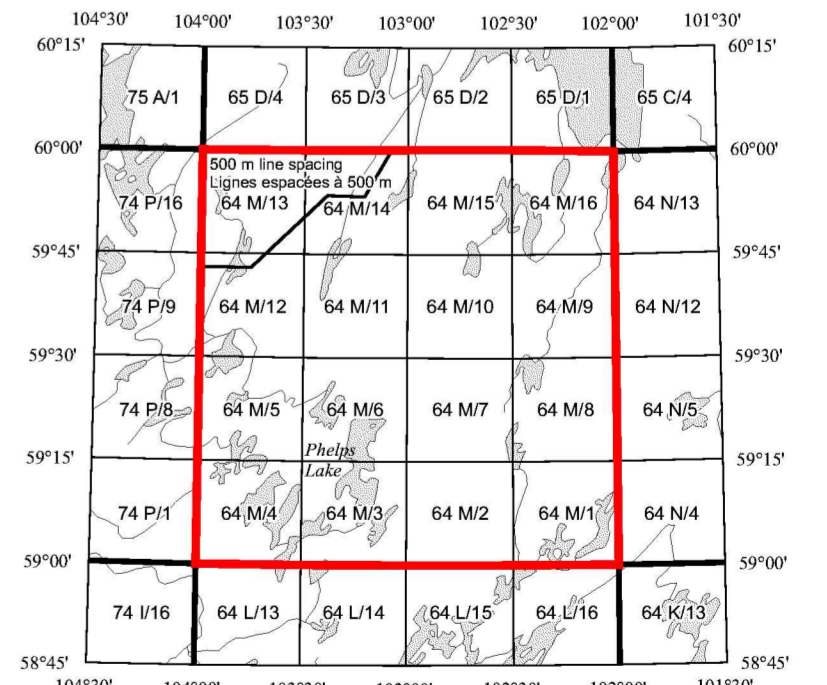 104°30' 104°00' 103°30' 103°00' 102°30' 102°00' 101°30'
60°15' 60°15'
75 A/1 65 D/4 65 D/3 65 D/2 65 D/1 65 C/4
60°00' 60°00'
500 m line spacing
Lignes espacées à 500 m
74 P/16 64 M/13 64 M/14 64 M/15 64 M/16 64 N/13
59°45' 59°45'
74 P/9 64 M/12 64 M/11 64 M/10 64 M/9 64 N/12
59°30' 59°30'
74 P/8 64 M/5 64 M/6 64 M/7 64 M/8 64 N/5
Phelps
59°15' 59°15'
Lake
74 P/1 64 M/4 64 M/3 64 M/2 64 M/1 64 N/4
59°00' 59°00'
74 I/16 64 L/13 64 L/14 64 L/15 64 L/16 64 K/13
58°45' 58°45'